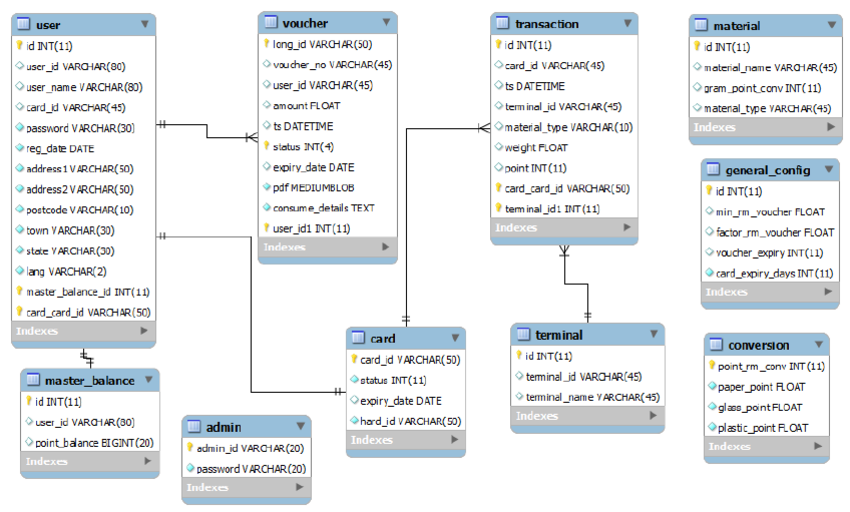 user
id INT(11)
user_id VARCHAR(80)
user_name VARCHAR(80)
card_id VARCHAR(45)
password VARCHAR(30)
reg_date DATE
address1 VARCHAR(50)
address2 VARCHAR(50)
postcode VARCHAR(10)
town VARCHAR(30)
state VARCHAR(30)
lang VARCHAR(2)
master_balance_id INT(11)
card_card_id VARCHAR(50)
Indexes
voucher
long_id VARCHAR(50)
voucher_no VARCHAR(45)
user_id VARCHAR(45)
amount FLOAT
ts DATETIME
status INT(4)
expiry_date DATE
pdf MEDIUMBLOB
consume_details TEXT
user_id1 INT(11)
Indexes
transaction
id INT(11)
card_id VARCHAR(45)
ts DATETIME
terminal_id VARCHAR(45)
material_type VARCHAR(10)
weight FLOAT
point INT(11)
card_card_id VARCHAR(50)
terminal_id1 INT(11)
Indexes
material
id INT(11)
material_name VARCHAR(45)
gram_point_conv INT(11)
material_type VARCHAR(45)
Indexes
general_config
id INT(11)
min_rm_voucher FLOAT
factor_rm_voucher FLOAT
voucher_expiry INT(11)
card_expiry_days INT(11)
Indexes
master_balance
id INT(11)
user_id VARCHAR(80)
point_balance BIGINT(20)
Indexes
admin
admin_id VARCHAR(20)
password VARCHAR(20)
Indexes
card
card_id VARCHAR(50)
status INT(11)
expiry_date DATE
hard_id VARCHAR(50)
Indexes
terminal
id INT(11)
terminal_id VARCHAR(45)
terminal_name VARCHAR(45)
Indexes
conversion
point_rm_conv INT(11)
paper_point FLOAT
glass_point FLOAT
plastic_point FLOAT
Indexes